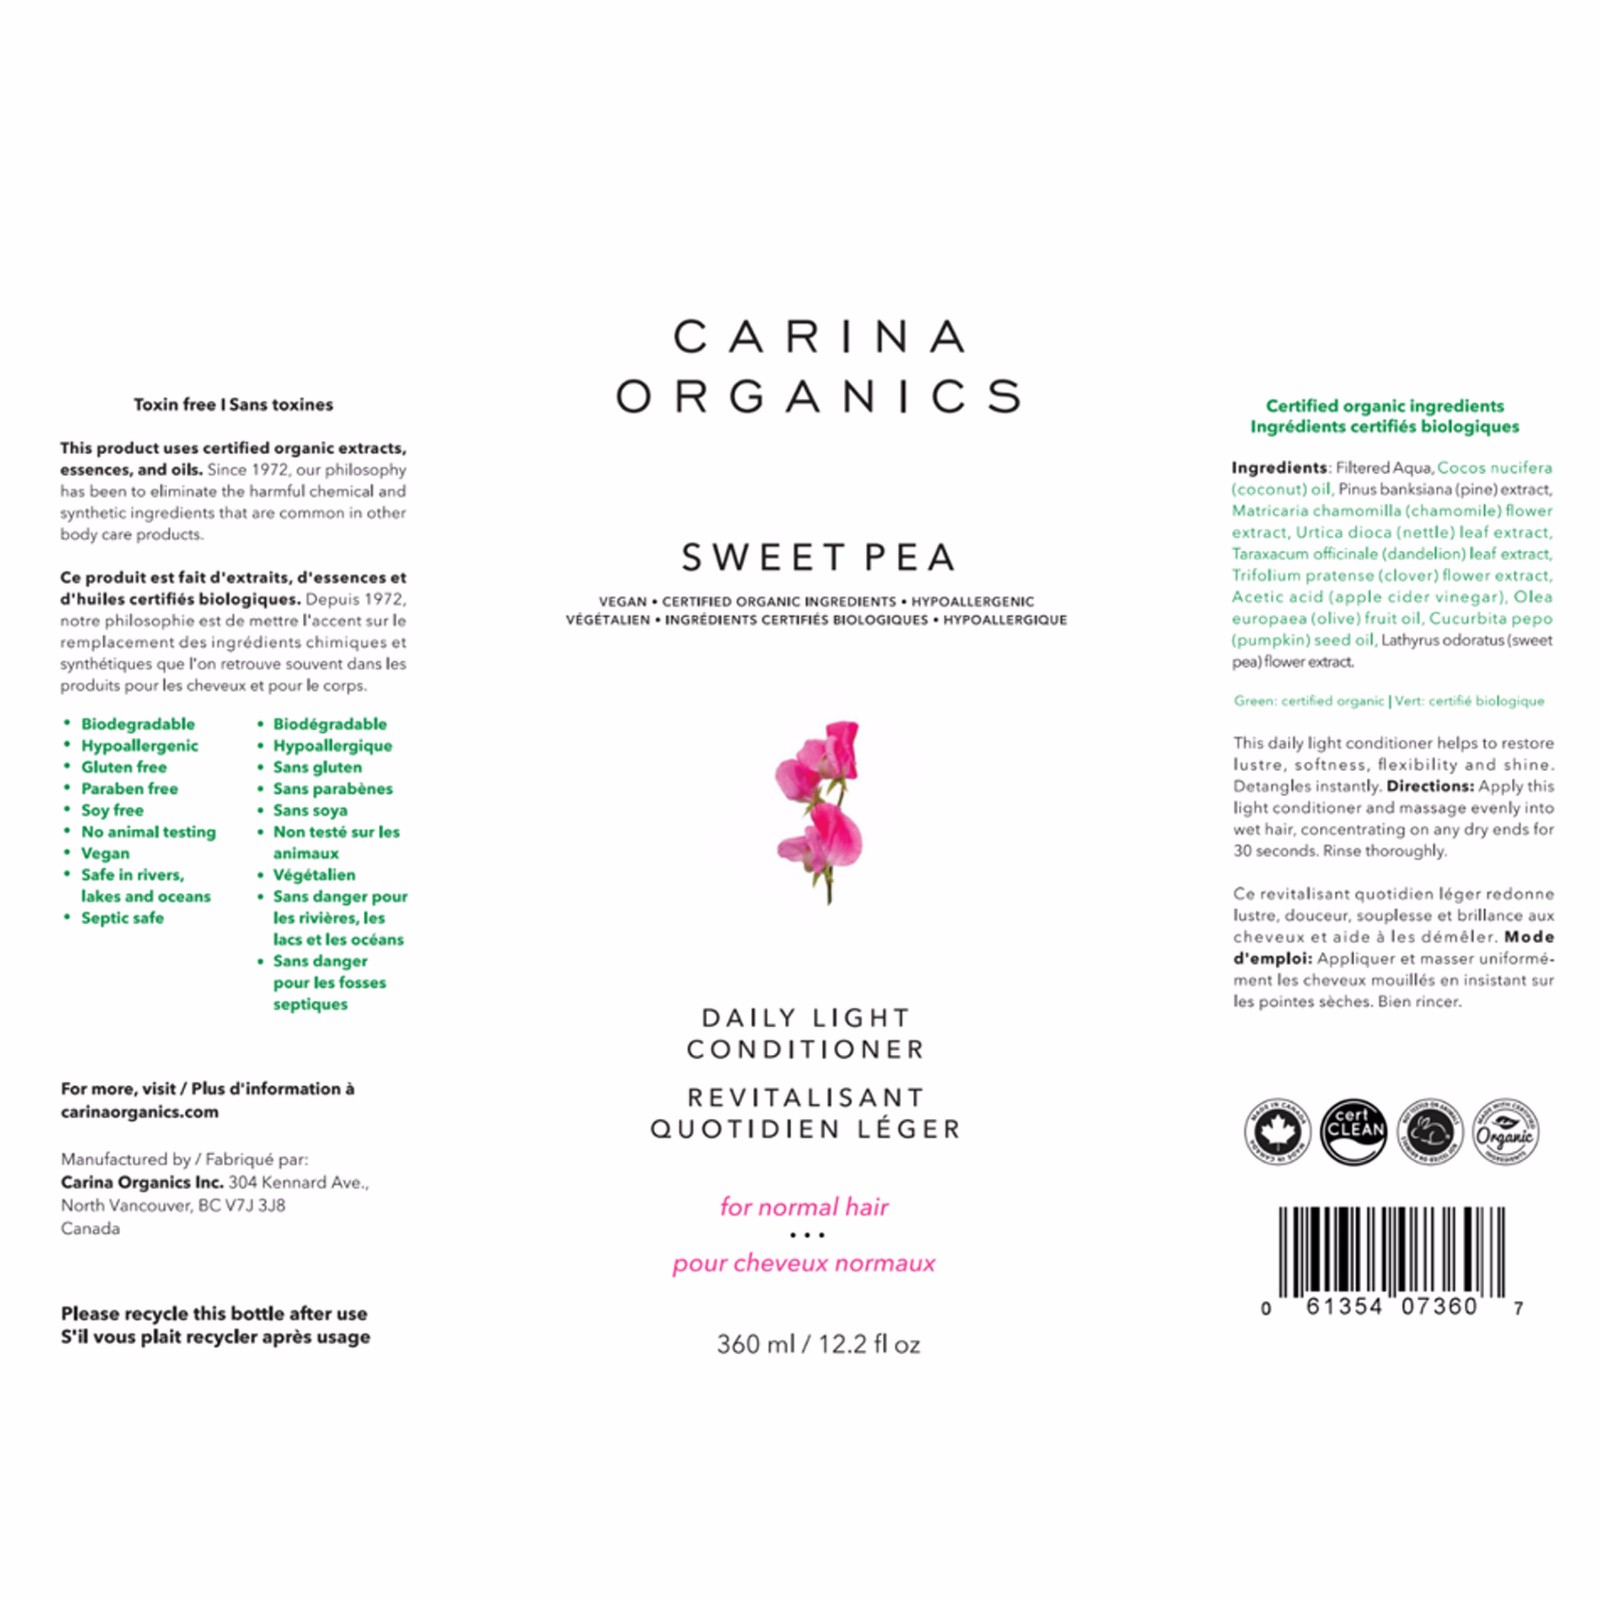 Toxin free I Sans toxines
This product uses certified organic extracts,
essences, and oils. Since 1972, our philosophy
has been to eliminate the harmful chemical and
synthetic ingredients that are common in other
body care products.
Ce produit est fait d'extraits, d'essences et
d'huiles certifiés biologiques. Depuis 1972,
notre philosophie est de mettre l'accent sur le
remplacement des ingrédients chimiques et
synthétiques que l'on retrouve souvent dans les
produits pour les cheveux et pour le corps.
• Biodegradable
• Hypoallergenic
• Gluten free
• Paraben free
• Soy free
• No animal testing
• Vegan
• Safe in rivers,
lakes and oceans
• Septic safe
• Biodégradable
• Hypoallergique
• Sans gluten
• Sans parabènes
• Sans soya
• Non testé sur les
animaux
• Végétalien
• Sans danger pour
les rivières, les
lacs et les océans
• Sans danger
pour les fosses
septiques
For more, visit / Plus d'information à
carinaorganics.com
Manufactured by / Fabriqué par:
Carina Organics Inc. 304 Kennard Ave.,
North Vancouver, BC V7J 3J8
Canada
Please recycle this bottle after use
S'il vous plait recycler après usage
CARINA
ORGANICS
SWEET PEA
VEGAN • CERTIFIED ORGANIC INGREDIENTS • HYPOALLERGENIC
VÉGÉTALIEN • INGRÉDIENTS CERTIFIÉS BIOLOGIQUES • HYPOALLERGIQUE
DAILY LIGHT
CONDITIONER
REVITALISANT
QUOTIDIEN LÉGER
for normal hair
• • •
pour cheveux normaux
360 ml / 12.2 fl oz
Certified organic ingredients
Ingrédients certifiés biologiques
Ingredients: Filtered Aqua, Cocos nucifera
(coconut) oil, Pinus banksiana (pine) extract,
Matricaria chamomilla (chamomile) flower
extract, Urtica dioca (nettle) leaf extract,
Taraxacum officinale (dandelion) leaf extract,
Trifolium pratense (clover) flower extract,
Acetic acid (apple cider vinegar), Olea
europaea (olive) fruit oil, Cucurbita pepo
(pumpkin) seed oil, Lathyrus odoratus (sweet
pea) flower extract.
Green: certified organic | Vert: certifié biologique
This daily light conditioner helps to restore
lustre, softness, flexibility and shine.
Detangles instantly. Directions: Apply this
light conditioner and massage evenly into
wet hair, concentrating on any dry ends for
30 seconds. Rinse thoroughly.
Ce revitalisant quotidien léger redonne
lustre, douceur, souplesse et brillance aux
cheveux et aide à les démêler. Mode
d'emploi: Appliquer et masser uniformé-
ment les cheveux mouillés en insistant sur
les pointes sèches. Bien rincer.
MADE IN CANADA
MADE IN CANADA
cert
CLEAN
NOT TESTED ON ANIMALS
NOT TESTED ON ANIMALS
MADE WITH CERTIFIED
Organic
INGREDIENTS
0 61354 07360 7